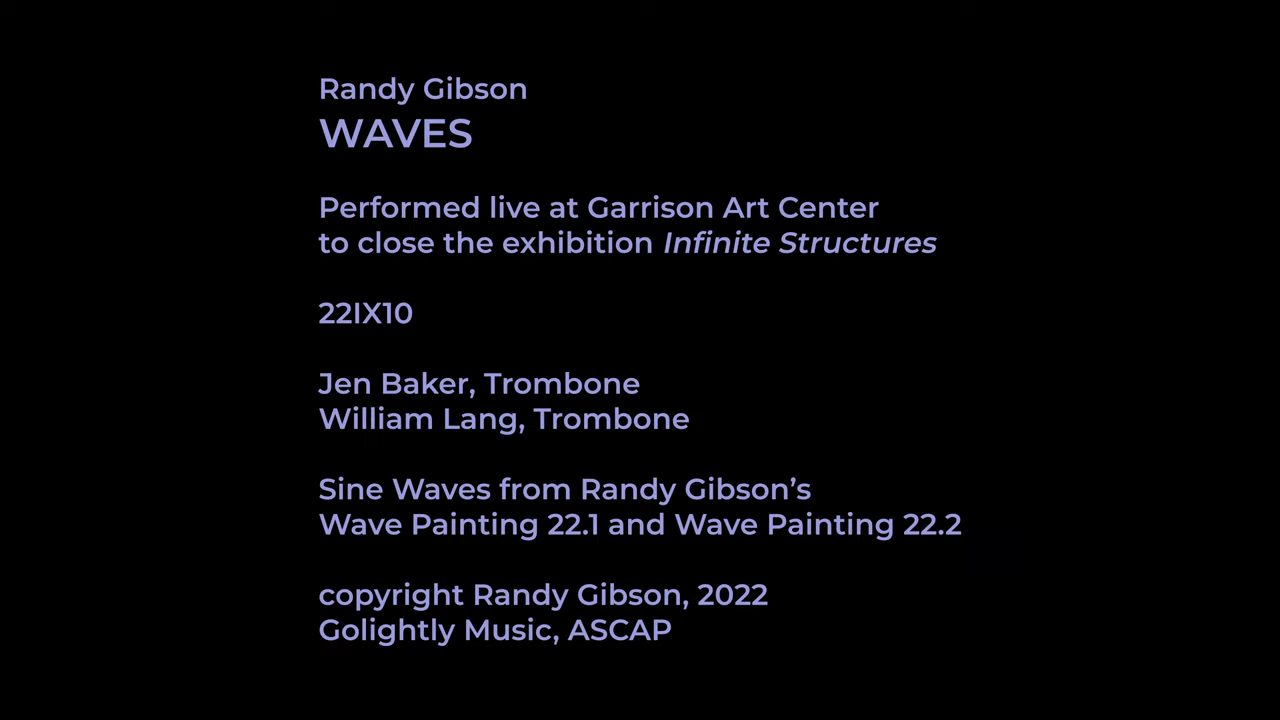 Randy Gibson
WAVES
Performed live at Garrison Art Center
to close the exhibition Infinite Structures
22IX10
Jen Baker, Trombone
William Lang, Trombone
Sine Waves from Randy Gibson’s
Wave Painting 22.1 and Wave Painting 22.2
copyright Randy Gibson, 2022
Golightly Music, ASCAP